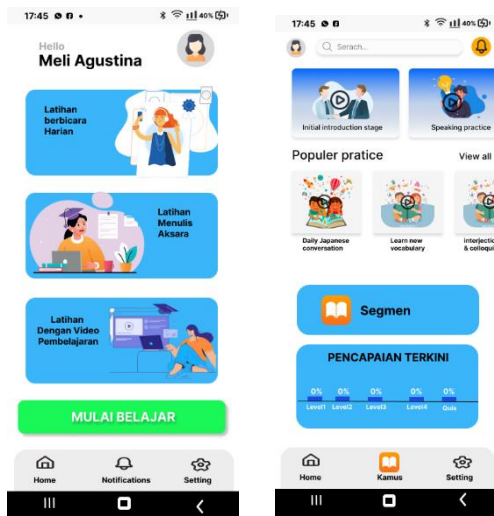 17:45
40%
Hello
Meli Agustina
Latihan
berbicara
Harian
Latihan
Menulis
Aksara
Latihan
Dengan Video
Pembelajaran
MULAI BELAJAR
Home
Notifications
Setting
17:45
40%
Serach..
Initial introduction stage
Speaking practice
Populer pratice
View all
Daily Japanese
conversation
Learn new
vocabulary
interjectic
& colloqui
Segmen
PENCAPAIAN TERKINI
0% 0% 0% 0% 0%
Level1 Level2 Level3 Level4 Quis
Home
Kamus
Setting